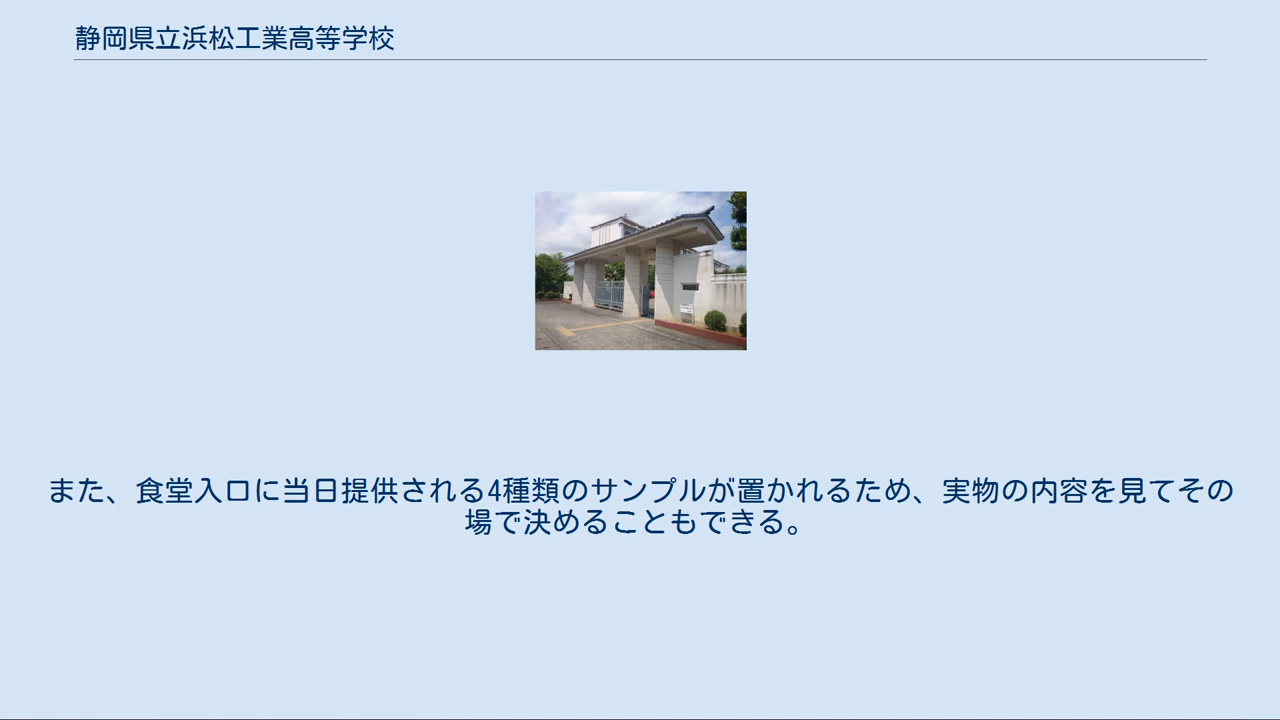 静岡県立浜松工業高等学校
また、食堂入口に当日提供される4種類のサンプルが置かれるため、実物の内容を見てその
場で決めることもできる。